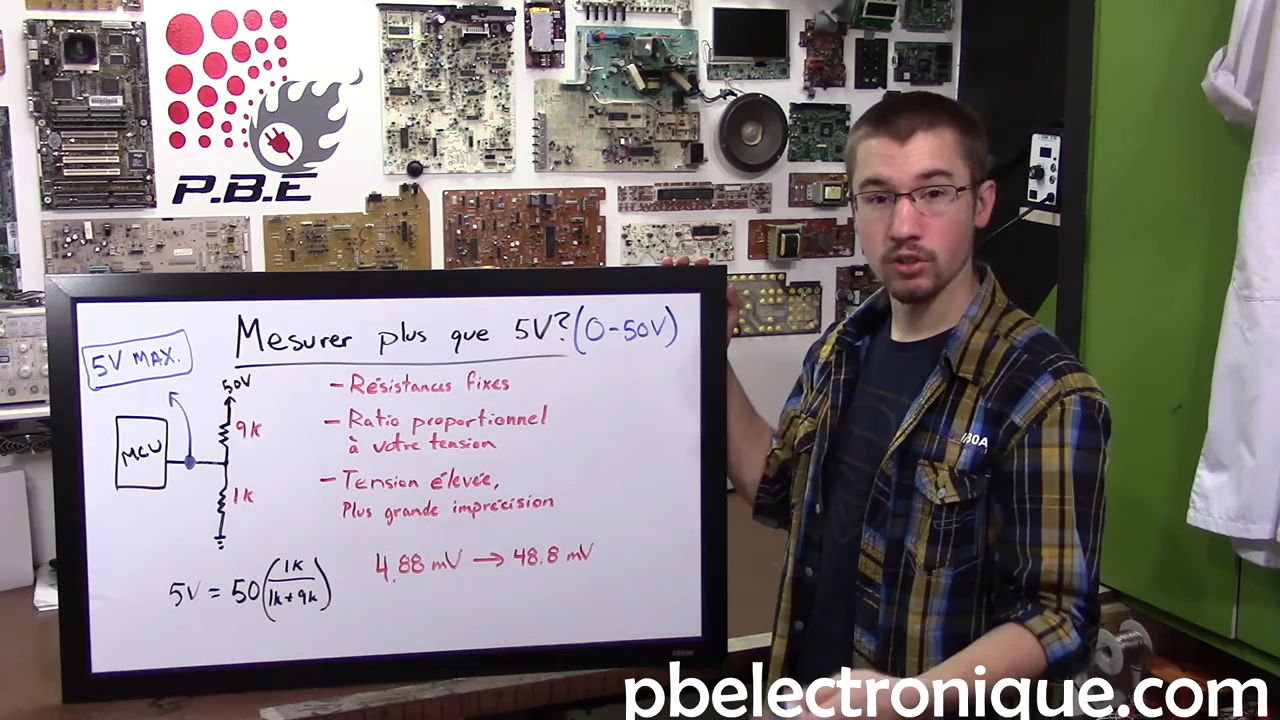 P.B.E
Mesurer plus que 5V? (0-50V)
5V MAX.
50V
9K
MCU
1K
- Résistances fixes
- Ratio proportionnel
à votre tension
- Tension élevée,
Plus grande imprécision
4.88 mV → 48.8 mV
5V = 50(1K/1K+9K)
pbelectronique.com